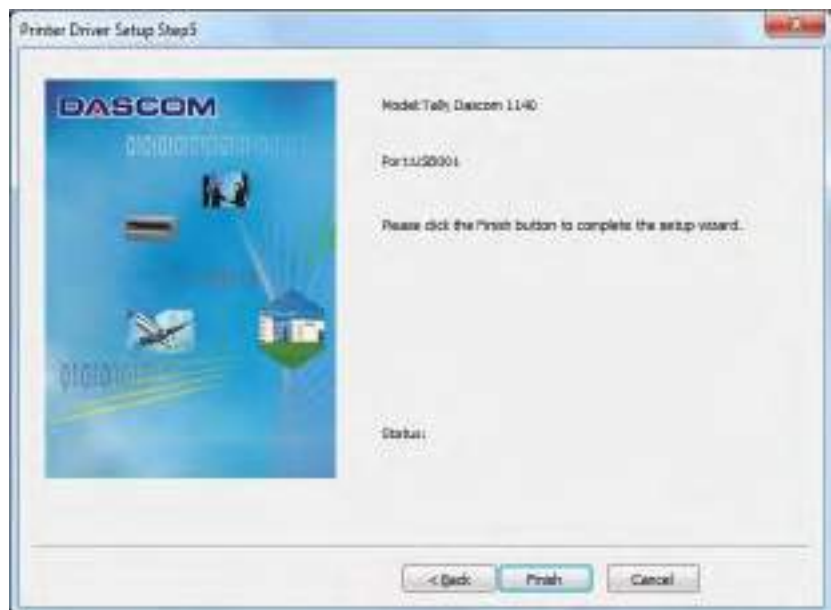 Printer Driver Setup Step5
DASCOM
Model:Tally Dascom 1140
Port:USB001
Please click the Finish button to complete the setup wizard.
Status:
< Back
Finish
Cancel